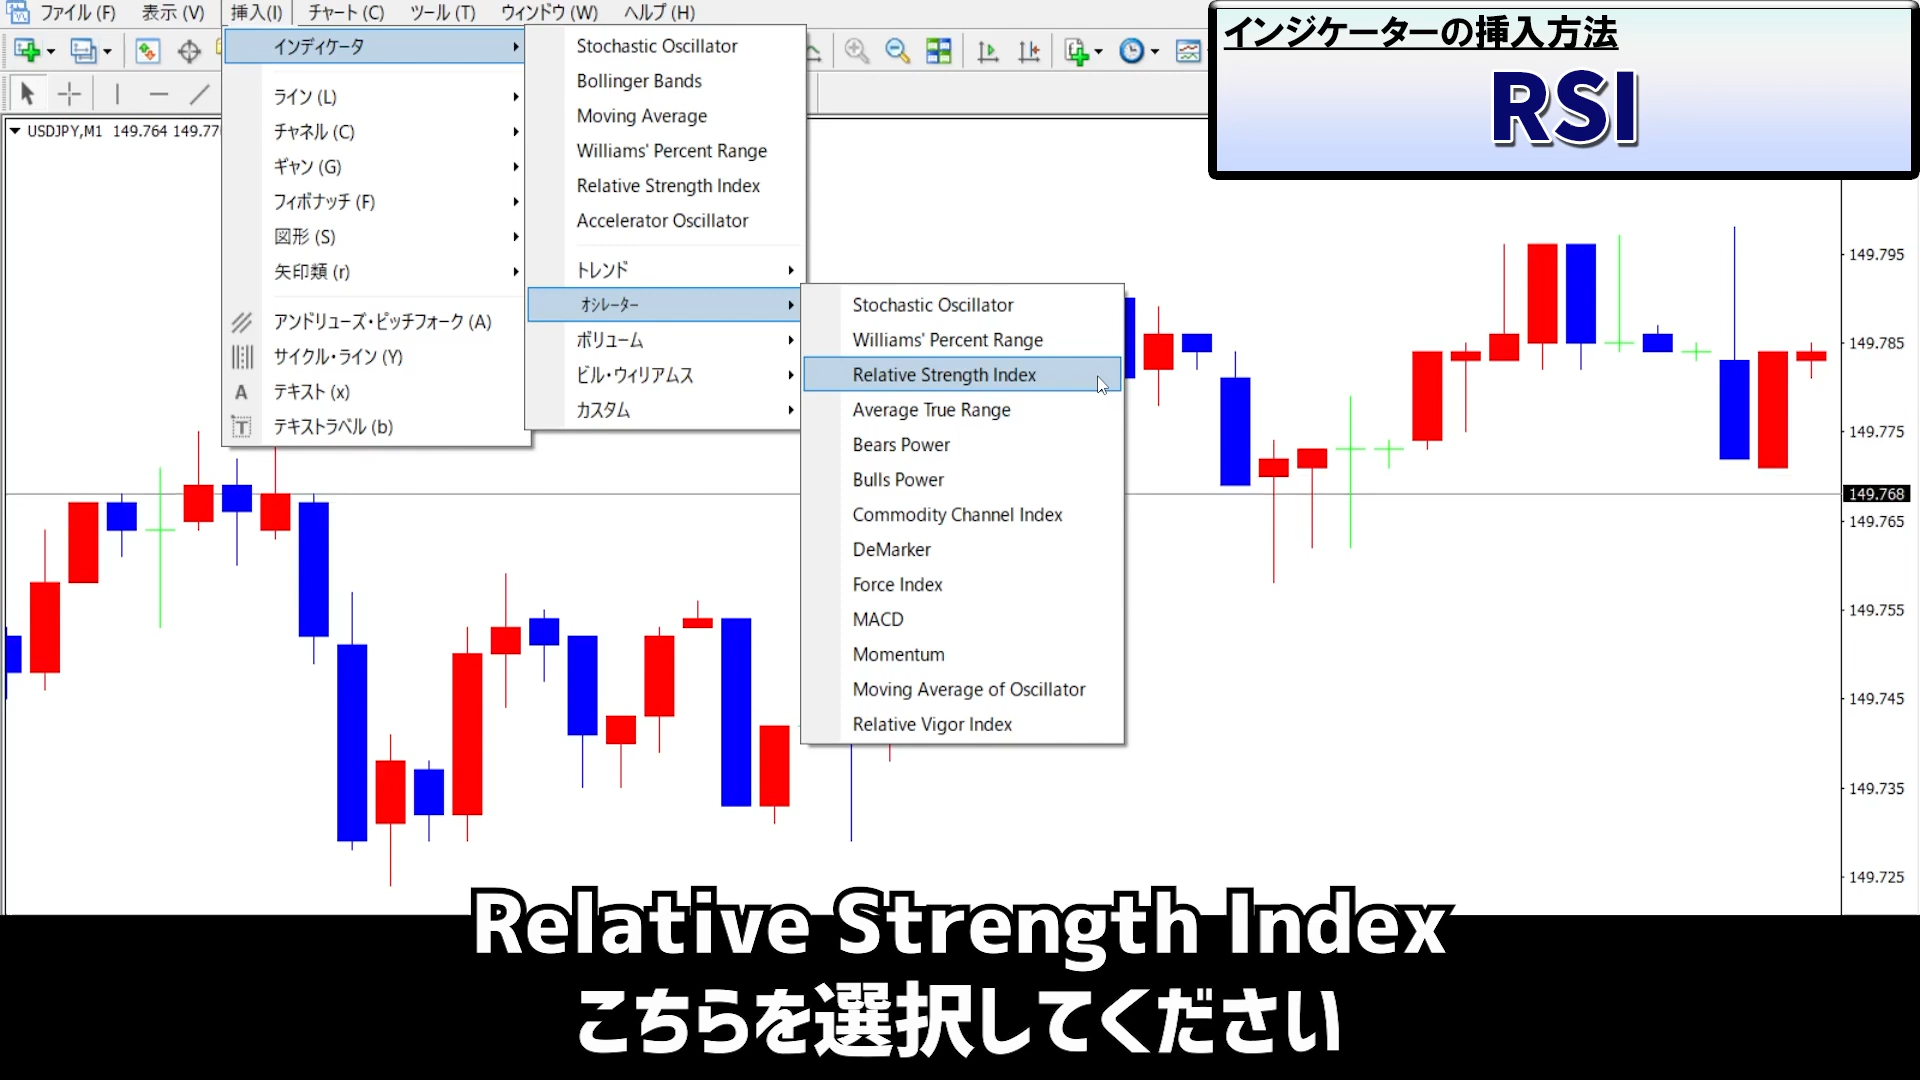 ファイル (F)
表示 (V)
挿入(I)
チャート (C)
ツール (T)
ウィンドウ (W)
ヘルプ (H)
インジケーターの挿入方法
RSI
USDJPY,M1 149.764
インディケータ
ライン (L)
チャネル (C)
ギャン (G)
フィボナッチ (F)
図形 (S)
矢印類 (r)
アンドリューズ・ピッチフォーク (A)
サイクル・ライン (Y)
テキスト (x)
テキストラベル (b)
Stochastic Oscillator
Bollinger Bands
Moving Average
Williams' Percent Range
Relative Strength Index
Accelerator Oscillator
トレンド
オシレーター
ボリューム
ビル・ウィリアムス
カスタム
Stochastic Oscillator
Williams' Percent Range
Relative Strength Index
Average True Range
Bears Power
Bulls Power
Commodity Channel Index
DeMarker
Force Index
MACD
Momentum
Moving Average of Oscillator
Relative Vigor Index
149.795
149.785
149.775
149.768
149.765
149.755
149.745
149.735
149.725
Relative Strength Index
こちらを選択してください